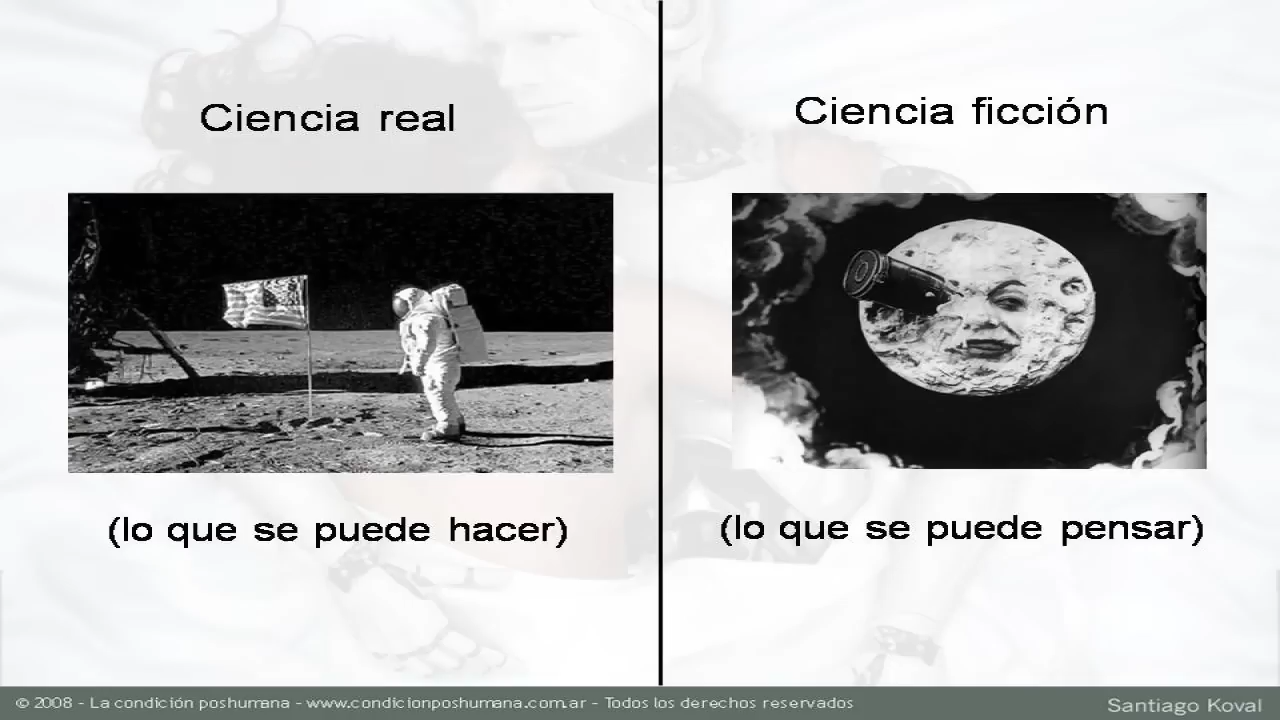 Ciencia real
Ciencia ficción
(lo que se puede hacer)
(lo que se puede pensar)
© 2008 - La condición poshumana - www.condicionposhumana.com.ar - Todos los derechos reservados
Santiago Koval